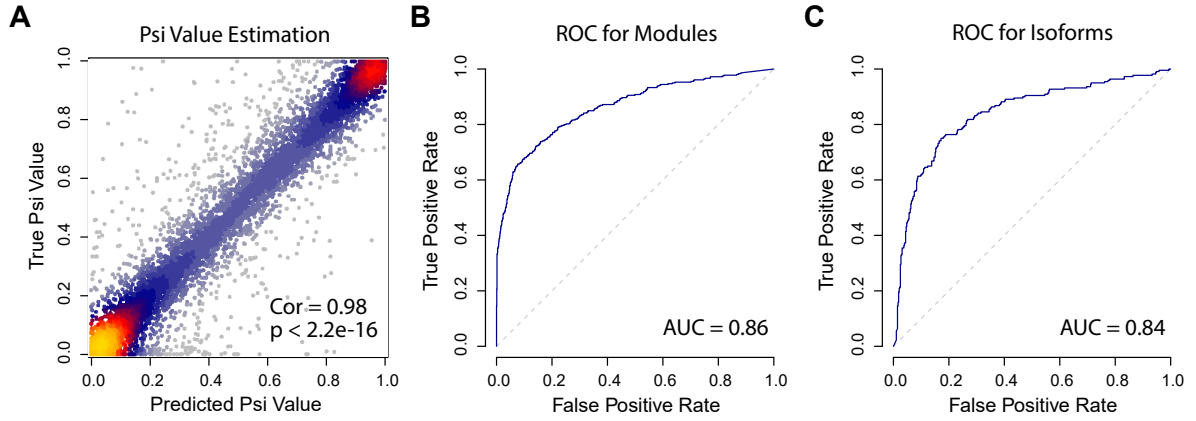 A
Psi Value Estimation
True Psi Value
1.0
0.8
0.6
0.4
0.2
0.0
Cor = 0.98
p < 2.2e-16
0.0 0.2 0.4 0.6 0.8 1.0
Predicted Psi Value
B
ROC for Modules
True Positive Rate
1.0
0.8
0.6
0.4
0.2
0.0
AUC = 0.86
0.0 0.2 0.4 0.6 0.8 1.0
False Positive Rate
C
ROC for Isoforms
True Positive Rate
1.0
0.8
0.6
0.4
0.2
0.0
AUC = 0.84
0.0 0.2 0.4 0.6 0.8 1.0
False Positive Rate